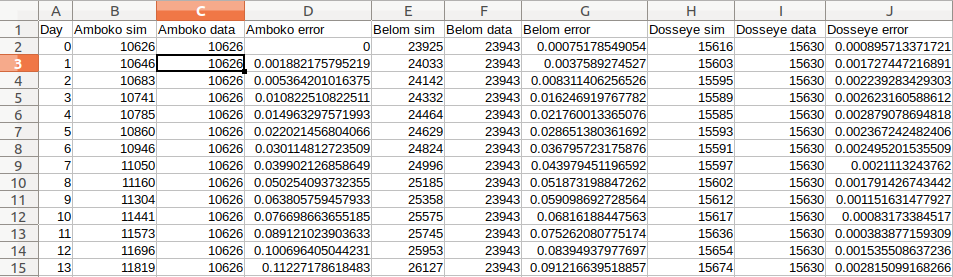 A B C D E F G H I J
1 Day Amboko sim Amboko data Amboko error Belom sim Belom data Belom error Dosseye sim Dosseye data Dosseye error
2 0 10626 10626 0 23925 23943 0.00075178549054 15616 15630 0.000895713371721
3 1 10646 10626 0.001882175795219 24033 23943 0.0037589274527 15603 15630 0.001727447216891
4 2 10683 10626 0.005364201016375 24142 23943 0.008311406256526 15595 15630 0.002239283429303
5 3 10741 10626 0.010822510822511 24332 23943 0.016246919767782 15589 15630 0.002623160588612
6 4 10785 10626 0.014963297571993 24464 23943 0.021760013365076 15585 15630 0.002879078694818
7 5 10860 10626 0.022021456804066 24629 23943 0.028651380361692 15593 15630 0.002367242482406
8 6 10946 10626 0.030114812723509 24824 23943 0.036795723175876 15591 15630 0.002495201535509
9 7 11050 10626 0.039902126858649 24996 23943 0.043979451196592 15597 15630 0.0021113243762
10 8 11160 10626 0.050254093732355 25185 23943 0.051873198847262 15602 15630 0.001791426743442
11 9 11304 10626 0.063805759457933 25358 23943 0.059098692728564 15612 15630 0.001151631477927
12 10 11441 10626 0.076698663655185 25575 23943 0.06816188447563 15617 15630 0.00083173384517
13 11 11573 10626 0.089121023903633 25745 23943 0.075262080775174 15636 15630 0.000383877159309
14 12 11696 10626 0.100696405044231 25953 23943 0.08394937977697 15654 15630 0.001535508637236
15 13 11819 10626 0.11227178618483 26127 23943 0.091216639518857 15674 15630 0.002815099168266